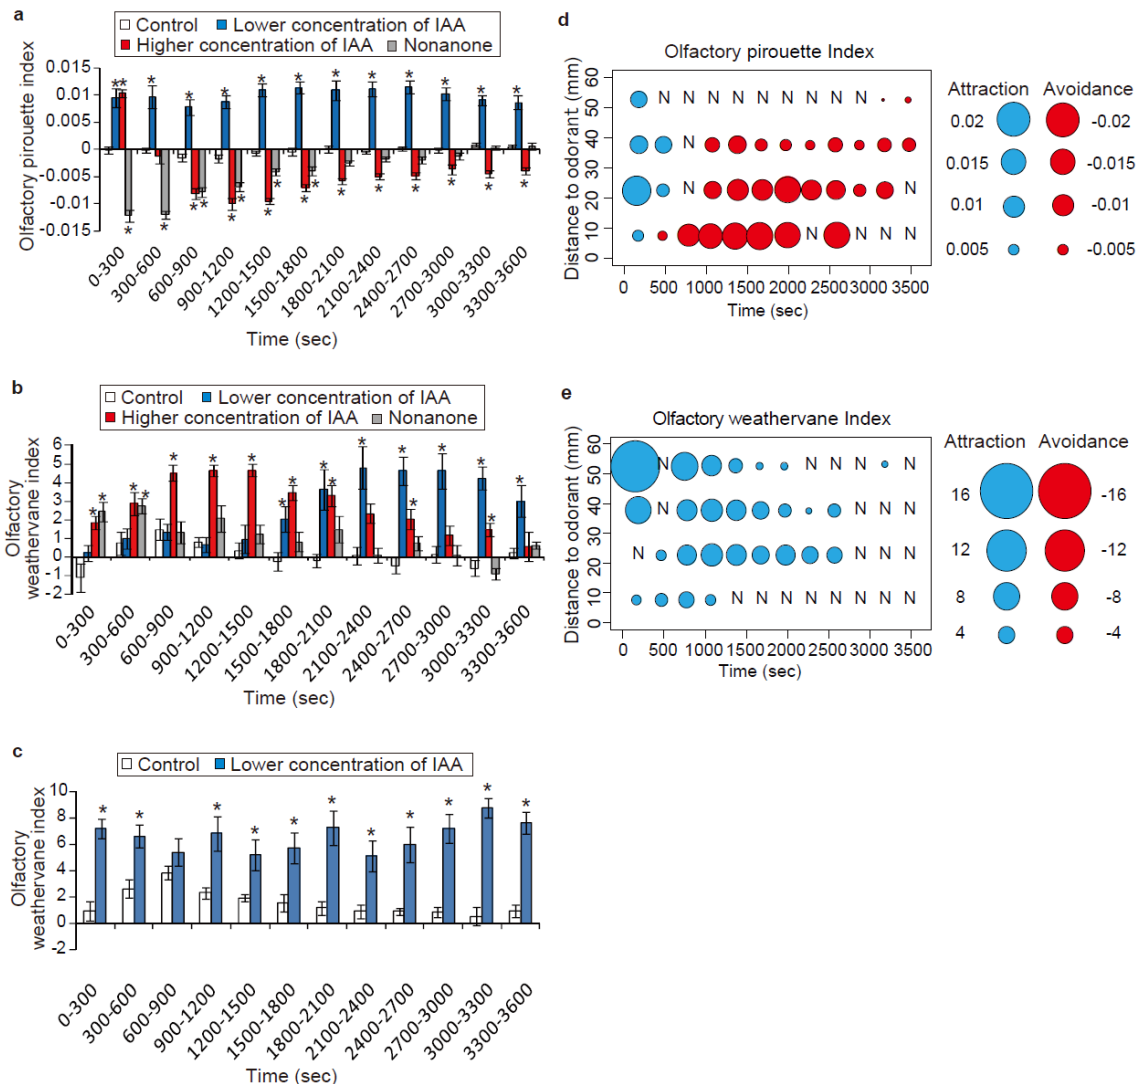 a
Control Lower concentration of IAA
Higher concentration of IAA Nonanone
Olfactory pirouette index
0.015
0.01
0.005
0
-0.005
-0.01
-0.015
* * * * * * * * * * * * *
* * * * * * * * * * * * * * * *
0-300 300-600 600-900 900-1200 1200-1500 1500-1800 1800-2100 2100-2400 2400-2700 2700-3000 3000-3300 3300-3600
Time (sec)
b
Control Lower concentration of IAA
Higher concentration of IAA Nonanone
Olfactory
weathervane index
6
5
4
3
2
1
0
-1
-2
* * * * * * * * * * * * * * * * * *
0-300 300-600 600-900 900-1200 1200-1500 1500-1800 1800-2100 2100-2400 2400-2700 2700-3000 3000-3300 3300-3600
Time (sec)
c
Control Lower concentration of IAA
Olfactory
weathervane index
10
8
6
4
2
0
-2
* * * * * * * * * * *
0-300 300-600 600-900 900-1200 1200-1500 1500-1800 1800-2100 2100-2400 2400-2700 2700-3000 3000-3300 3300-3600
Time (sec)
d
Olfactory pirouette Index
Distance to odorant (mm)
60
50 N N N N N N N N N
40 N
30
20 N N
10 N N N N
0
0 500 1000 1500 2000 2500 3000 3500
Time (sec)
Attraction Avoidance
0.02 -0.02
0.015 -0.015
0.01 -0.01
0.005 -0.005
e
Olfactory weathervane Index
Distance to odorant (mm)
60
50 N N N N N
40 N N N N
30
20 N N N
10 N N N N N N N N
0
0 500 1000 1500 2000 2500 3000 3500
Time (sec)
Attraction Avoidance
16 -16
12 -12
8 -8
4 -4